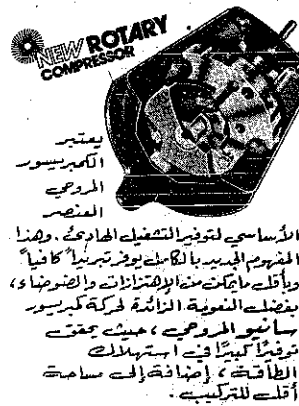 NEW ROTARY
COMPRESSOR
يعتبر
الكمبريسور
المروحي
العنصر
الأساسي لتوفير التشغيل الهادئ. وهذا
المفهوم الجديد بالكامل يوفر تبريداً كافياً
وبأقل ما يمكن من الإهتزازات والضوضاء،
بفضل النعومة الزائدة لحركة كمبريسور
سانيو المروحي، حيث يحقق
توفيراً كبيراً في استهلاك
الطاقة، إضافة إلى مساحة
أقل للتركيب.